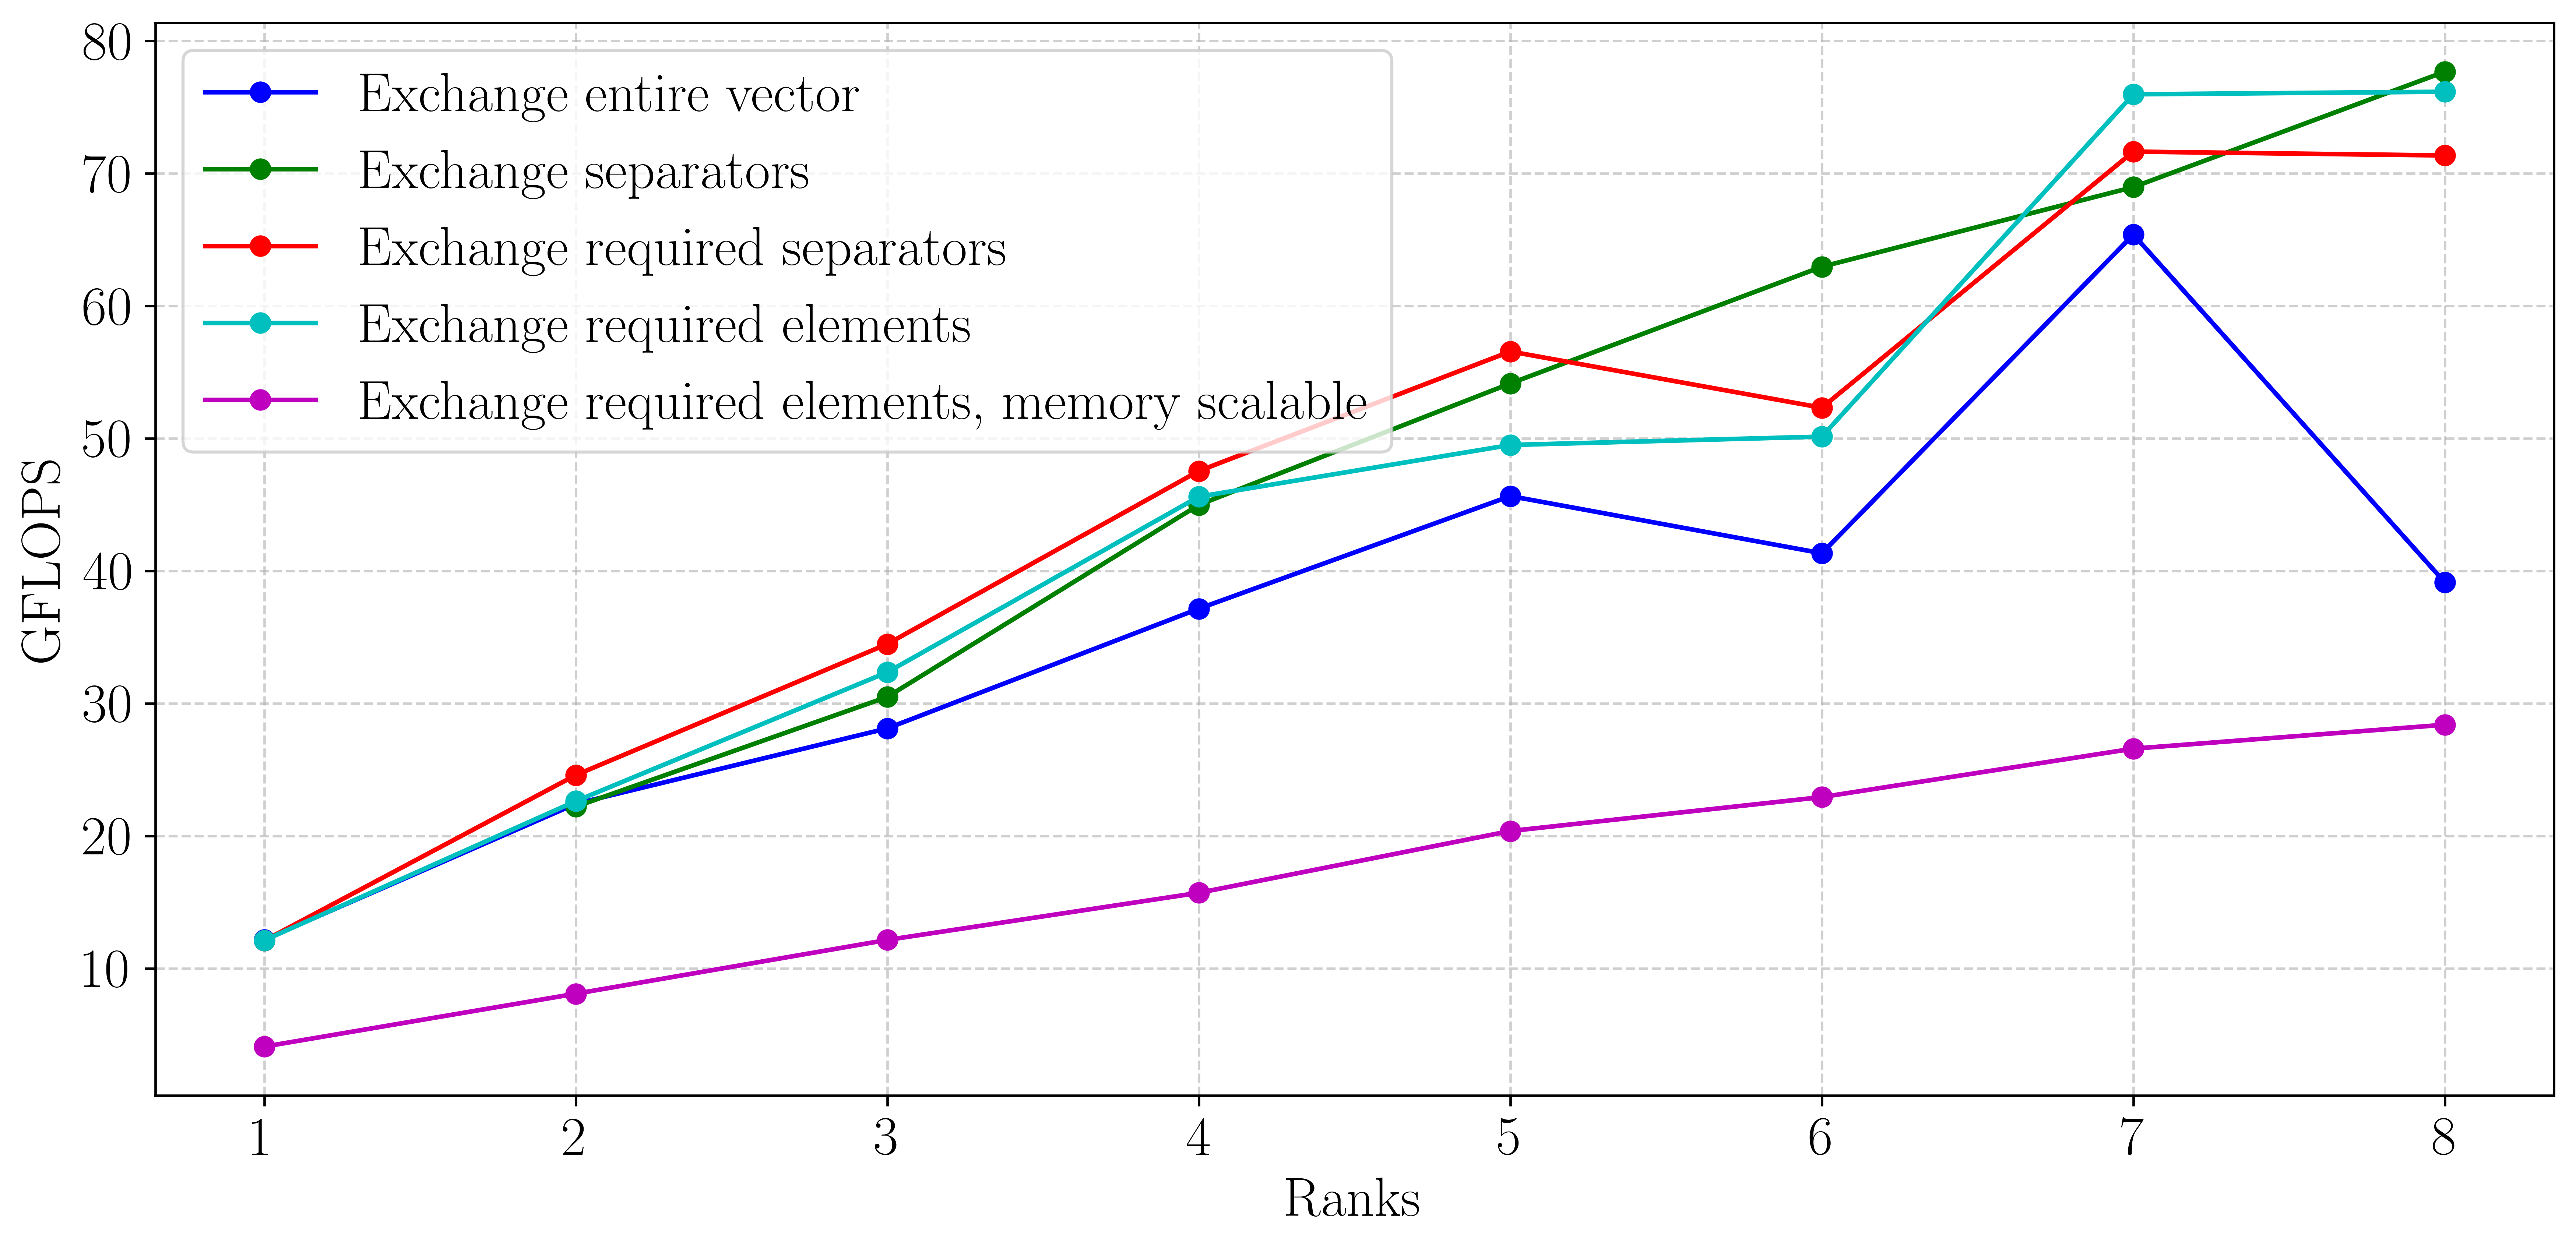 80
70
60
50
40
30
20
10
GFLOPS
Exchange entire vector
Exchange separators
Exchange required separators
Exchange required elements
Exchange required elements, memory scalable
1 2 3 4 5 6 7 8
Ranks